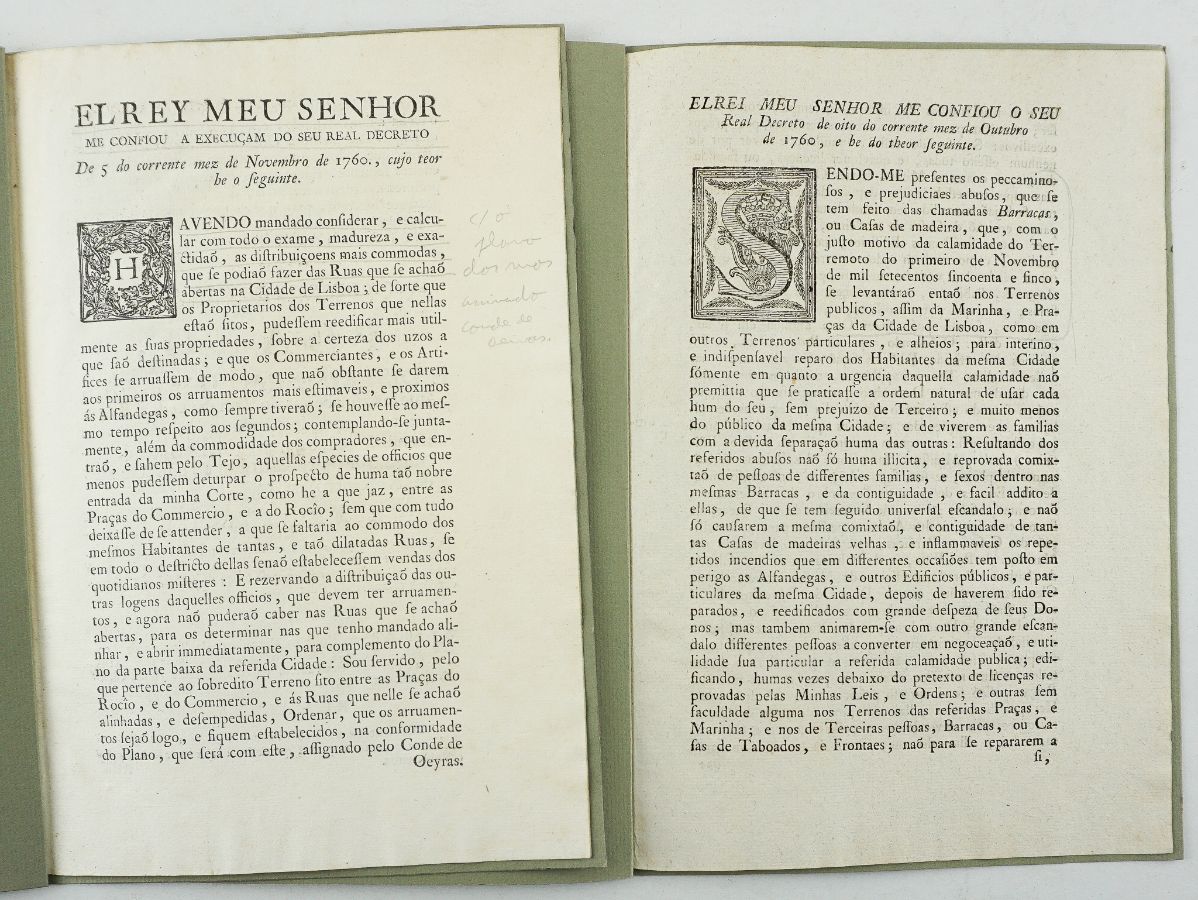 ELREY MEU SENHOR
ME CONFIOU A EXECUÇAM DO SEU REAL DECRETO
De 5 do corrente mez de Novembro de 1760., cujo teor
he o ſeguinte.
HAVENDO mandado conſiderar, e calcu-
lar com todo o exame, madureza, e exa-
ctidaõ, as diſtribuiçoens mais commodas,
que ſe podiaõ fazer das Ruas que ſe achaõ
abertas na Cidade de Lisboa; de ſorte que
os Proprietarios dos Terrenos que nellas
eſtaõ ſitos, pudeſſem reedificar mais util-
mente as ſuas propriedades, ſobre a certeza dos uzos a
que ſaõ deſtinadas; e que os Commerciantes, e os Arti-
fices ſe arruaſſem de modo, que naõ obſtante ſe darem
aos primeiros os arruamentos mais eſtimaveis, e proximos
ás Alfandegas, como ſempre tiveraõ; ſe houveſſe ao meſ-
mo tempo reſpeito aos ſegundos; contemplando-ſe junta-
mente, além da commodidade dos compradores, que en-
traõ, e ſahem pelo Tejo, aquellas eſpecies de officios que
menos pudeſſem deturpar o proſpecto de huma taõ nobre
entrada da minha Corte, como he a que jaz, entre as
Praças do Commercio, e a do Rocio; ſem que com tudo
deixaſſe de ſe attender, a que ſe faltaria ao commodo dos
meſmos Habitantes de tantas, e taõ dilatadas Ruas, ſe
em todo o deſtricto dellas ſenaõ eſtabeleceſſem vendas dos
quotidianos miſteres: E rezervando a diſtribuiçaõ das ou-
tras logens daquelles officios, que devem ter arruamen-
tos, e agora naõ puderaõ caber nas Ruas que ſe achaõ
abertas, para os determinar nas que tenho mandado ali-
nhar, e abrir immediatamente, para complemento do Pla-
no da parte baixa da referida Cidade: Sou ſervido, pelo
que pertence ao ſobredito Terreno ſito entre as Praças do
Rocio, e do Commercio, e ás Ruas que nelle ſe achaõ
alinhadas, e deſempedidas, Ordenar, que os arruamen-
tos ſejaõ logo, e fiquem eſtabelecidos, na conformidade
do Plano, que ſerá com eſte, aſſignado pelo Conde de
Oeyras.
c/o
plano
das ruas
assinado
Conde de
Oeiras.
ELREI MEU SENHOR ME CONFIOU O SEU
Real Decreto de oito do corrente mez de Outubro
de 1760, e he do theor ſeguinte.
SENDO-ME preſentes os peccamino-
ſos, e prejudiciaes abuſos, que ſe
tem feito das chamadas Barracas,
ou Caſas de madeira, que, com o
juſto motivo da calamidade do Ter-
remoto do primeiro de Novembro
de mil ſetecentos ſincoenta e ſinco,
ſe levantáraõ entaõ nos Terrenos
publicos, aſſim da Marinha, e Pra-
ças da Cidade de Lisboa, como em
outros Terrenos particulares, e alheios; para interino,
e indiſpenſavel reparo dos Habitantes da meſma Cidade
ſómente em quanto a urgencia daquella calamidade naõ
premittia que ſe praticaſſe a ordem natural de uſar cada
hum do ſeu, ſem prejuizo de Terceiro; e muito menos
do público da meſma Cidade; e de viverem as familias
com a devida ſeparaçaõ huma das outras: Reſultando dos
referidos abuſos naõ ſó huma illicita, e reprovada comix-
taõ de peſſoas de differentes familias, e ſexos dentro nas
meſmas Barracas, e da contiguidade, e facil addito a
ellas, de que ſe tem ſeguido univerſal eſcandalo; e naõ
ſó cauſarem a meſma comixtaõ, e contiguidade de tan-
tas Caſas de madeiras velhas, e inflammaveis os repe-
tidos incendios que em differentes occaſiões tem poſto em
perigo as Alfandegas, e outros Edificios públicos, e par-
ticulares da meſma Cidade, depois de haverem ſido re-
parados, e reedificados com grande deſpeza de ſeus Do-
nos; mas tambem animarem-ſe com outro grande eſcan-
dalo differentes peſſoas a converter em negoceaçaõ, e uti-
lidade ſua particular a referida calamidade publica; edi-
ficando, humas vezes debaixo do pretexto de licenças re-
provadas pelas Minhas Leis, e Ordens; e outras ſem
faculdade alguma nos Terrenos das referidas Praças, e
Marinha; e nos de Terceiras peſſoas, Barracas, ou Ca-
ſas de Taboados, e Frontaes; naõ para ſe repararem a
ſi,